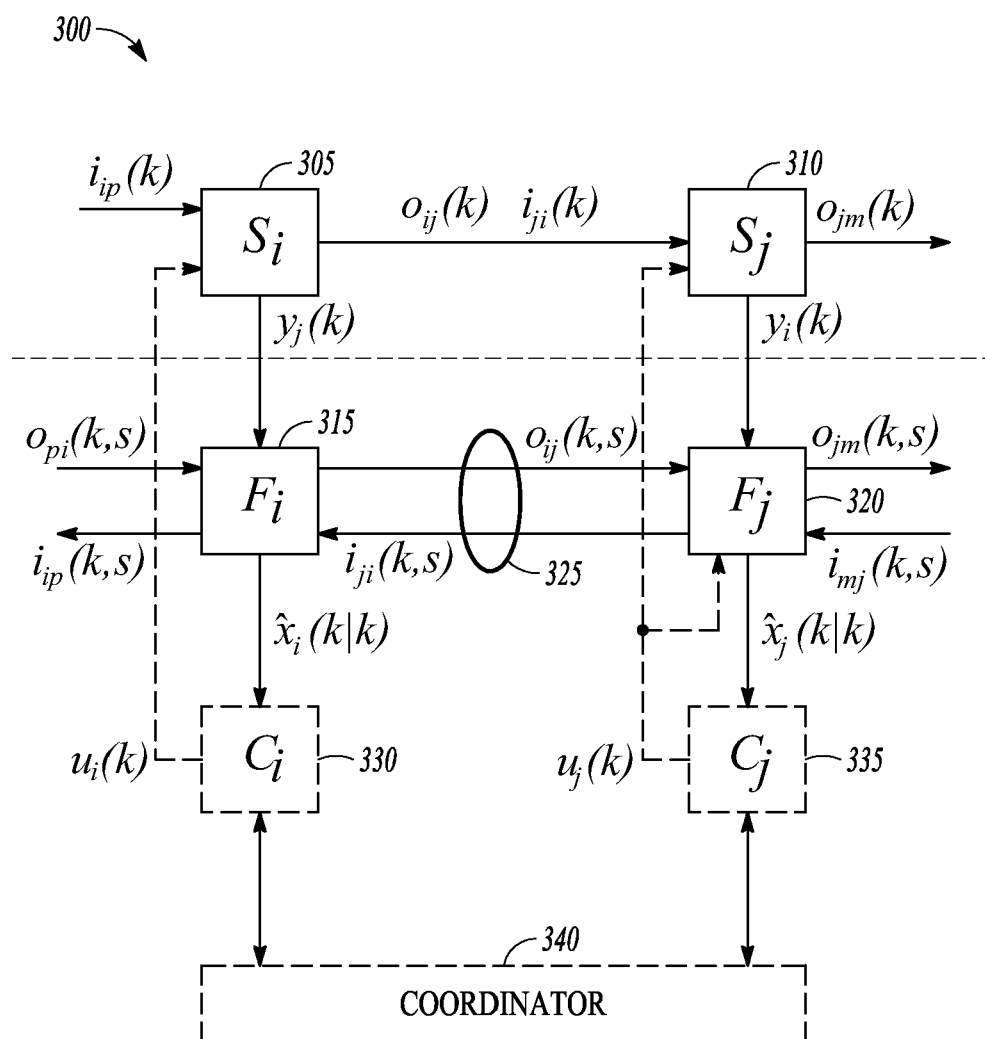 300
305
310
i_ip(k)
S_i
o_ij(k) i_ji(k)
S_j
o_jm(k)
y_j(k)
y_i(k)
o_pi(k,s)
315
o_ij(k,s)
o_jm(k,s)
F_i
F_j
320
i_ip(k,s)
i_ji(k,s)
325
i_mj(k,s)
x̂_i(k|k)
x̂_j(k|k)
u_i(k)
C_i
330
u_j(k)
C_j
335
340
COORDINATOR